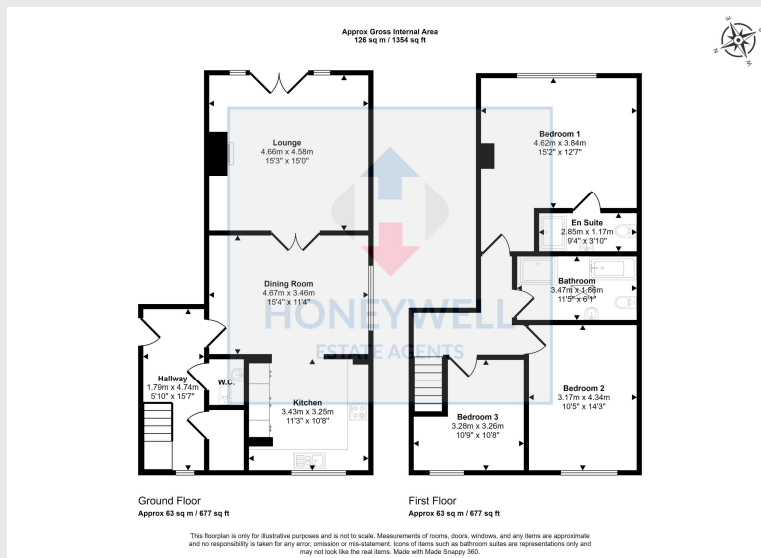 Approx Gross Internal Area
126 sq m / 1354 sq ft
Lounge
4.66m x 4.58m
15'3" x 15'0"
Dining Room
4.67m x 3.46m
15'4" x 11'4"
Hallway
1.79m x 4.74m
5'10" x 15'7"
W.C.
Kitchen
3.43m x 3.25m
11'3" x 10'8"
Bedroom 1
4.62m x 3.84m
15'2" x 12'7"
En Suite
2.85m x 1.17m
9'4" x 3'10"
Bathroom
3.47m x 1.86m
11'5" x 6'1"
Bedroom 2
3.17m x 4.34m
10'5" x 14'3"
Bedroom 3
3.28m x 3.26m
10'9" x 10'8"
HONEYWELL
ESTATE AGENTS
Ground Floor
Approx 63 sq m / 677 sq ft
First Floor
Approx 63 sq m / 677 sq ft
This floorplan is only for illustrative purposes and is not to scale. Measurements of rooms, doors, windows, and any items are approximate
and no responsibility is taken for any error, omission or mis-statement. Icons of items such as bathroom suites are representations only and
may not look like the real items. Made with Made Snappy 360.